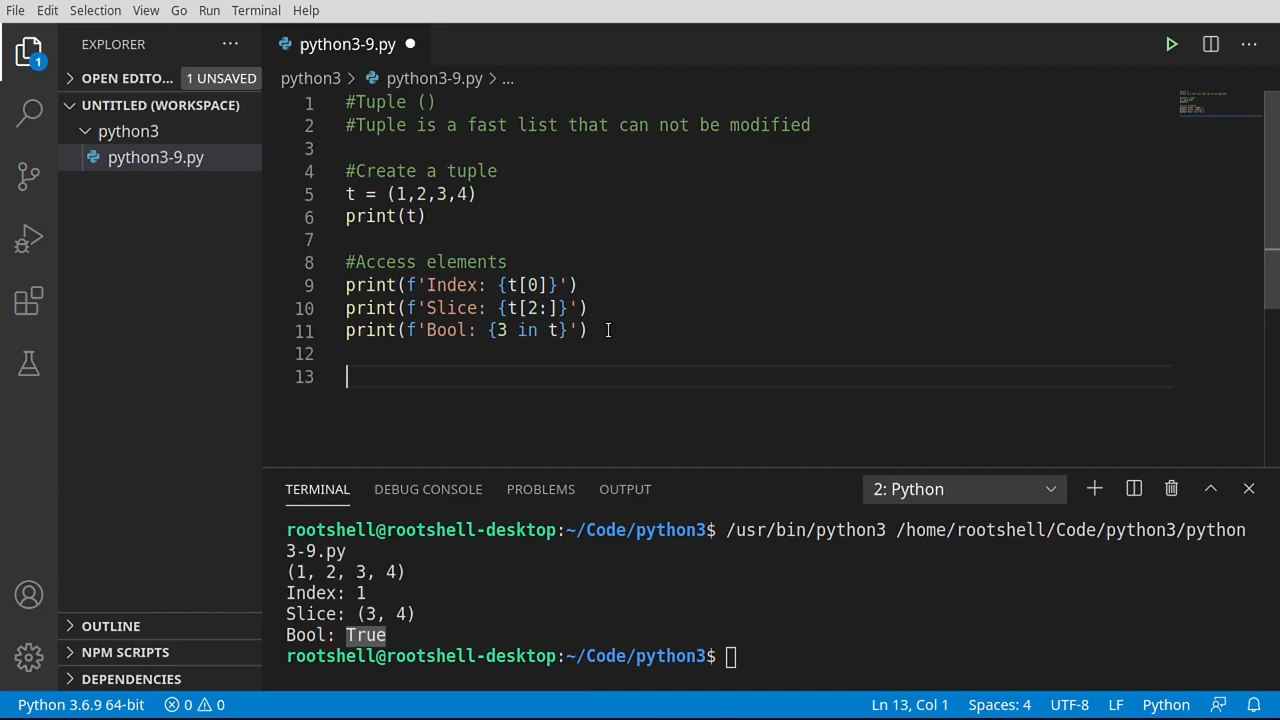 File Edit Selection View Go Run Terminal Help
EXPLORER ...
python3-9.py
1
OPEN EDITO... 1 UNSAVED
python3 > python3-9.py > ...
UNTITLED (WORKSPACE)
python3
python3-9.py
1 #Tuple ()
2 #Tuple is a fast list that can not be modified
3
4 #Create a tuple
5 t = (1,2,3,4)
6 print(t)
7
8 #Access elements
9 print(f'Index: {t[0]}')
10 print(f'Slice: {t[2:]}')
11 print(f'Bool: {3 in t}')
12
13
TERMINAL DEBUG CONSOLE PROBLEMS OUTPUT 2: Python
rootshell@rootshell-desktop:~/Code/python3$ /usr/bin/python3 /home/rootshell/Code/python3/python
3-9.py
(1, 2, 3, 4)
Index: 1
Slice: (3, 4)
Bool: True
rootshell@rootshell-desktop:~/Code/python3$
OUTLINE
NPM SCRIPTS
DEPENDENCIES
Python 3.6.9 64-bit 0 0 Ln 13, Col 1 Spaces: 4 UTF-8 LF Python